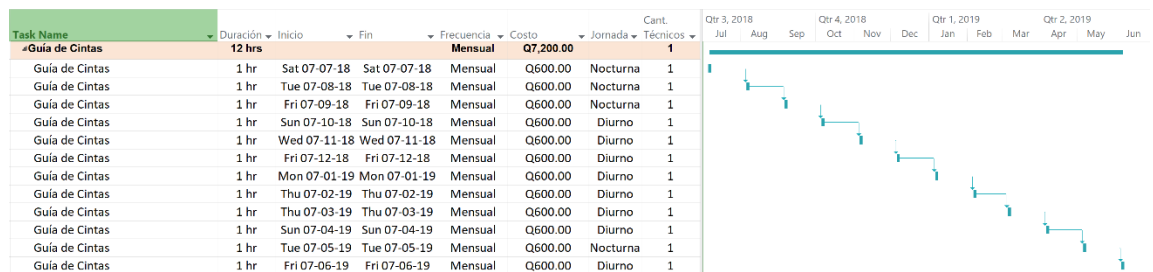 Cant. Qtr 3, 2018 Qtr 4, 2018 Qtr 1, 2019 Qtr 2, 2019
Task Name Duración Inicio Fin Frecuencia Costo Jornada Técnicos Jul Aug Sep Oct Nov Dec Jan Feb Mar Apr May Jun
Guía de Cintas 12 hrs Mensual Q7,200.00 1
Guía de Cintas 1 hr Sat 07-07-18 Sat 07-07-18 Mensual Q600.00 Nocturna 1
Guía de Cintas 1 hr Tue 07-08-18 Tue 07-08-18 Mensual Q600.00 Nocturna 1
Guía de Cintas 1 hr Fri 07-09-18 Fri 07-09-18 Mensual Q600.00 Nocturna 1
Guía de Cintas 1 hr Sun 07-10-18 Sun 07-10-18 Mensual Q600.00 Diurno 1
Guía de Cintas 1 hr Wed 07-11-18 Wed 07-11-18 Mensual Q600.00 Diurno 1
Guía de Cintas 1 hr Fri 07-12-18 Fri 07-12-18 Mensual Q600.00 Diurno 1
Guía de Cintas 1 hr Mon 07-01-19 Mon 07-01-19 Mensual Q600.00 Diurno 1
Guía de Cintas 1 hr Thu 07-02-19 Thu 07-02-19 Mensual Q600.00 Diurno 1
Guía de Cintas 1 hr Thu 07-03-19 Thu 07-03-19 Mensual Q600.00 Diurno 1
Guía de Cintas 1 hr Sun 07-04-19 Sun 07-04-19 Mensual Q600.00 Diurno 1
Guía de Cintas 1 hr Tue 07-05-19 Tue 07-05-19 Mensual Q600.00 Nocturna 1
Guía de Cintas 1 hr Fri 07-06-19 Fri 07-06-19 Mensual Q600.00 Diurno 1